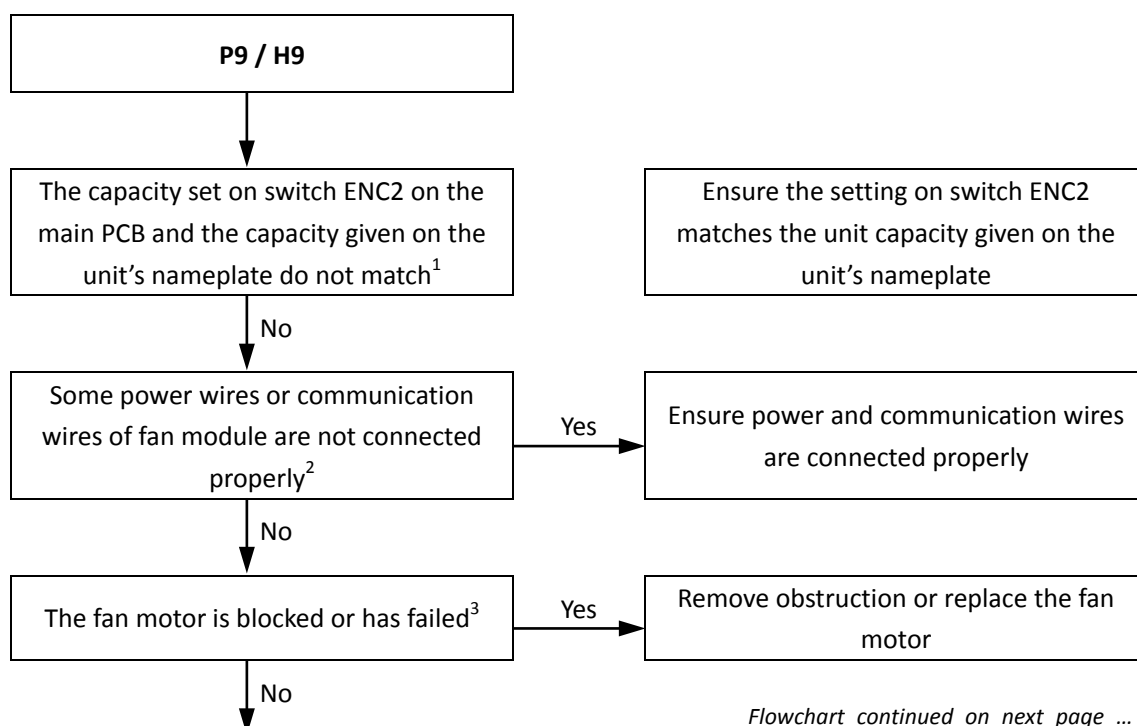 P9 / H9
The capacity set on switch ENC2 on the
main PCB and the capacity given on the
unit’s nameplate do not match1
Ensure the setting on switch ENC2
matches the unit capacity given on the
unit’s nameplate
No
Some power wires or communication
wires of fan module are not connected
properly2
Yes
Ensure power and communication wires
are connected properly
No
The fan motor is blocked or has failed3
Yes
Remove obstruction or replace the fan
motor
No
Flowchart continued on next page …